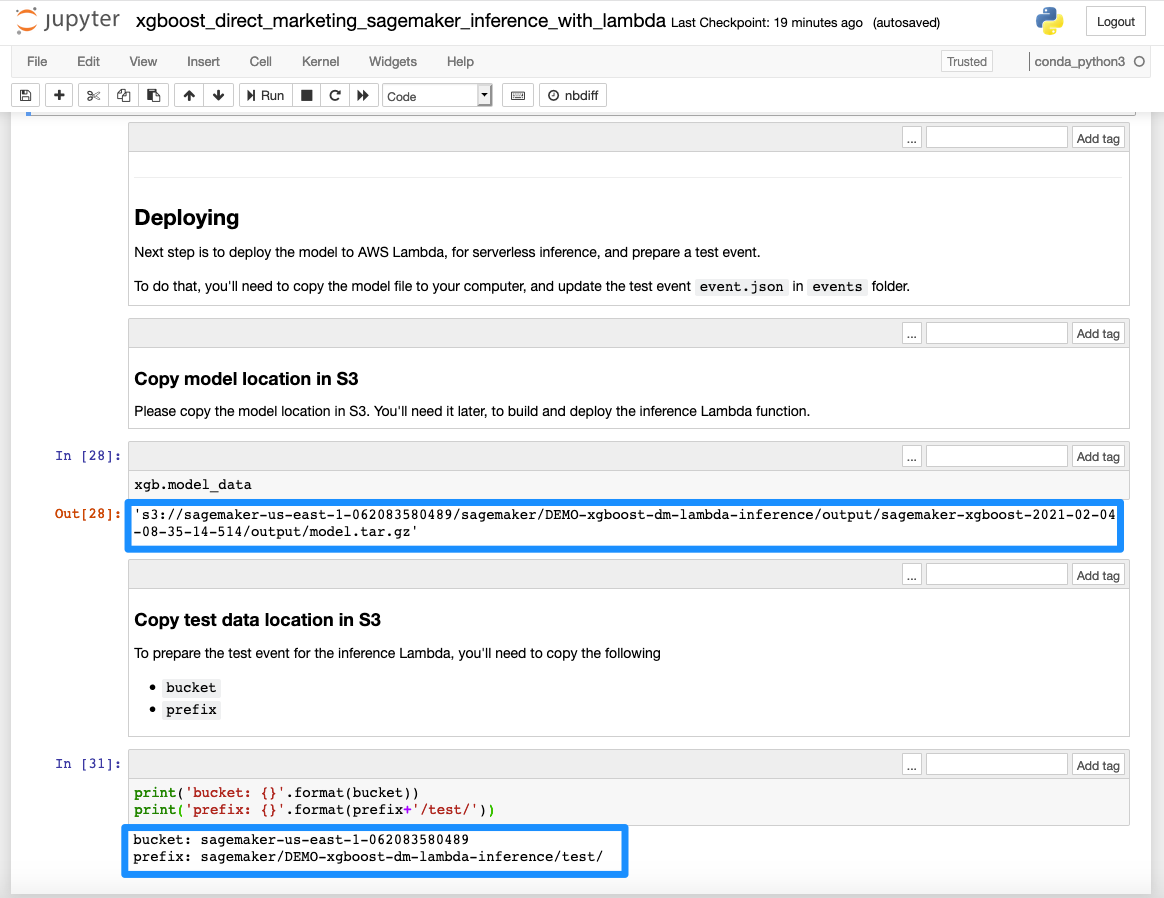 jupyter xgboost_direct_marketing_sagemaker_inference_with_lambda Last Checkpoint: 19 minutes ago (autosaved) Logout
File Edit View Insert Cell Kernel Widgets Help Trusted conda_python3
Run Code nbdiff
... Add tag
Deploying
Next step is to deploy the model to AWS Lambda, for serverless inference, and prepare a test event.
To do that, you'll need to copy the model file to your computer, and update the test event event.json in events folder.
... Add tag
Copy model location in S3
Please copy the model location in S3. You'll need it later, to build and deploy the inference Lambda function.
In [28]: ... Add tag
xgb.model_data
Out[28]: 's3://sagemaker-us-east-1-062083580489/sagemaker/DEMO-xgboost-dm-lambda-inference/output/sagemaker-xgboost-2021-02-04
-08-35-14-514/output/model.tar.gz'
... Add tag
Copy test data location in S3
To prepare the test event for the inference Lambda, you'll need to copy the following
• bucket
• prefix
In [31]: ... Add tag
print('bucket: {}'.format(bucket))
print('prefix: {}'.format(prefix+'/test/'))
bucket: sagemaker-us-east-1-062083580489
prefix: sagemaker/DEMO-xgboost-dm-lambda-inference/test/